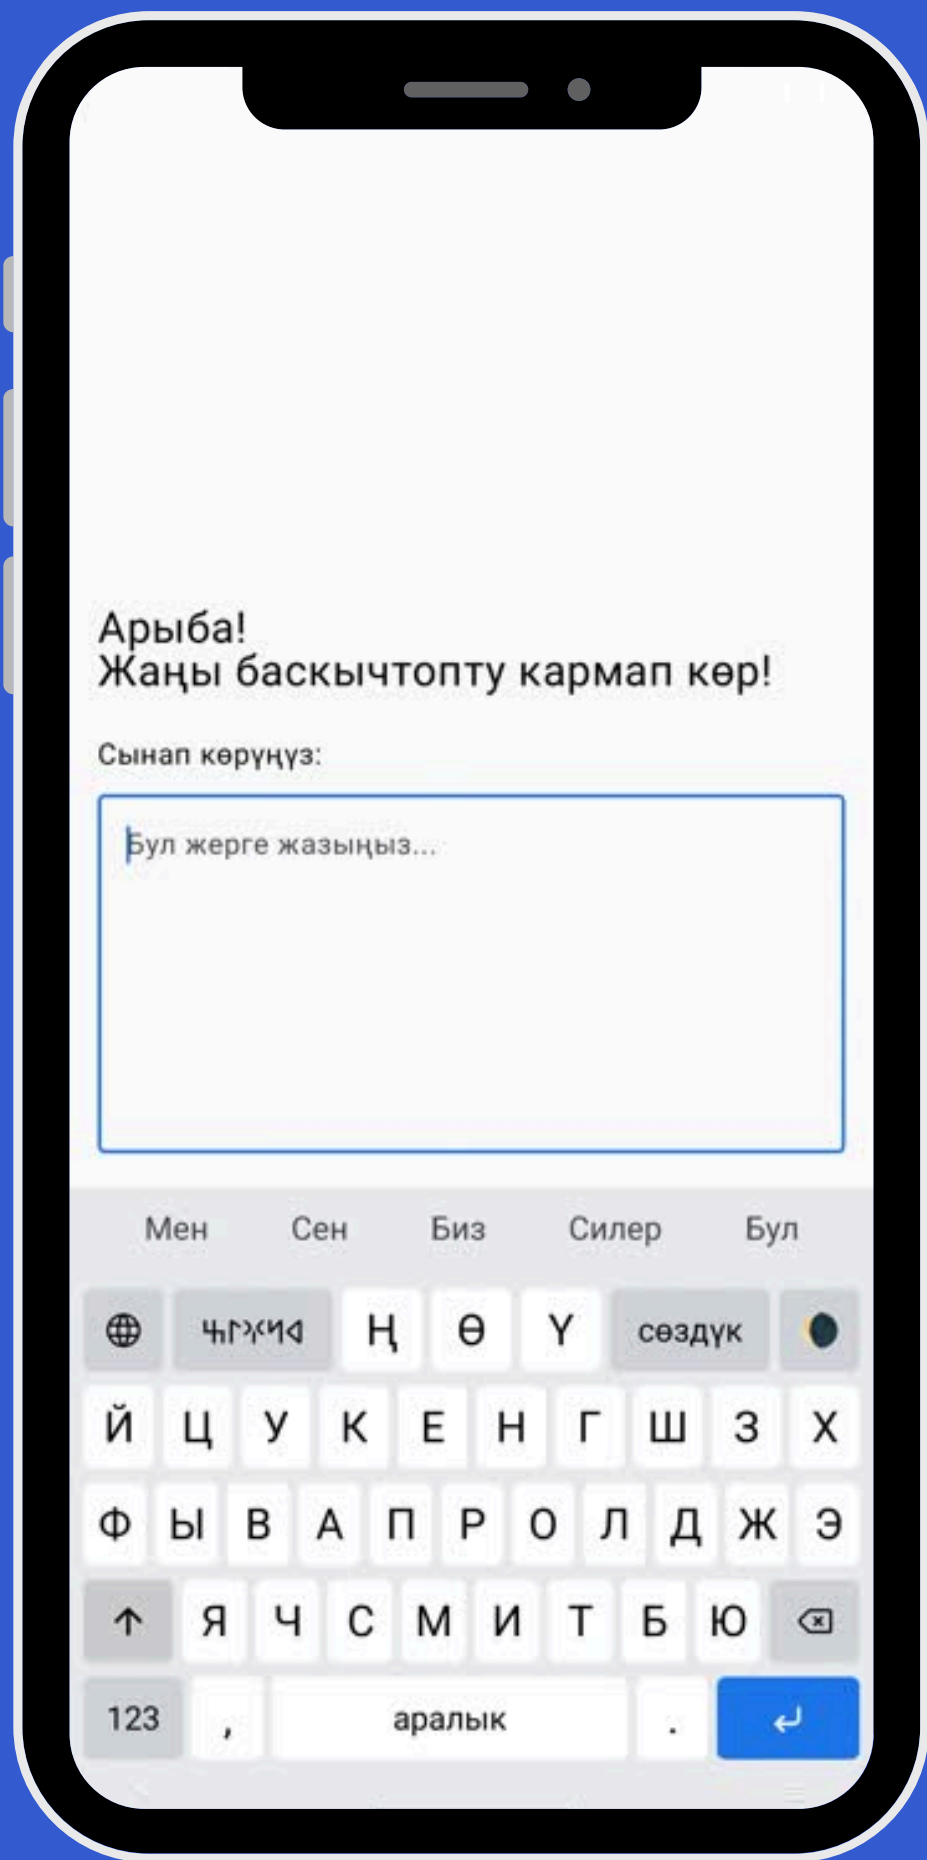 Арыба!
Жаңы баскычтопту кармап көр!
Сынап көрүңүз:
Бул жерге жазыңыз...
Мен Сен Биз Силер Бул
Ң Ө Ү сөздүк
Й Ц У К Е Н Г Ш З Х
Ф Ы В А П Р О Л Д Ж Э
Я Ч С М И Т Б Ю
123 , аралык .